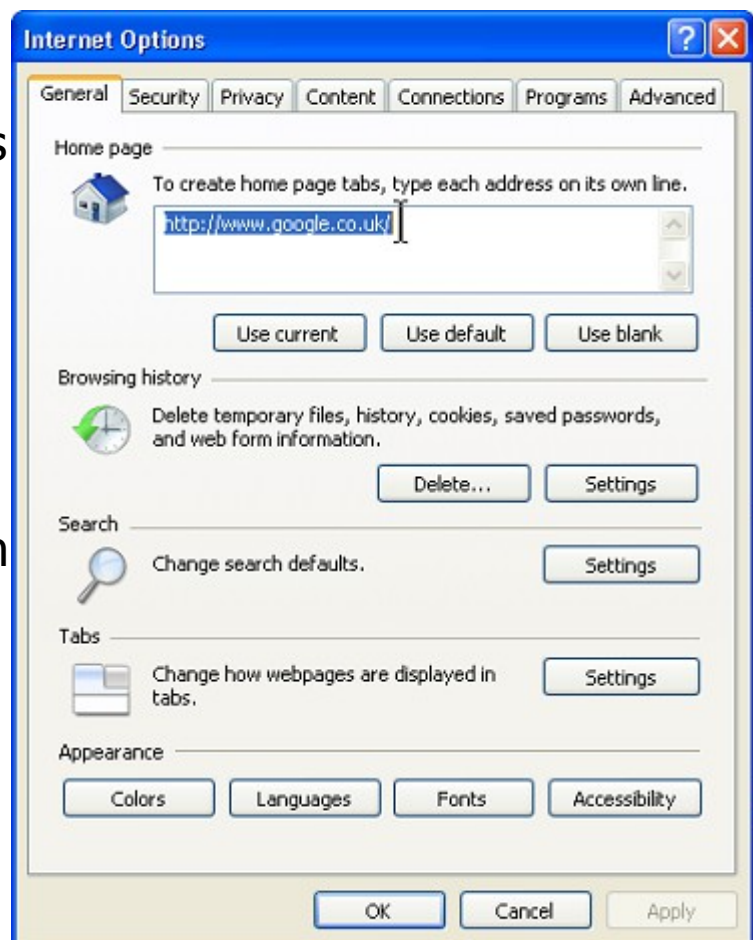 Internet Options
General Security Privacy Content Connections Programs Advanced
s
Home page
To create home page tabs, type each address on its own line.
http://www.google.co.uk/
Use current Use default Use blank
Browsing history
Delete temporary files, history, cookies, saved passwords,
and web form information.
Delete... Settings
Search
n
Change search defaults. Settings
Tabs
Change how webpages are displayed in
tabs.
Settings
Appearance
Colors Languages Fonts Accessibility
OK Cancel Apply